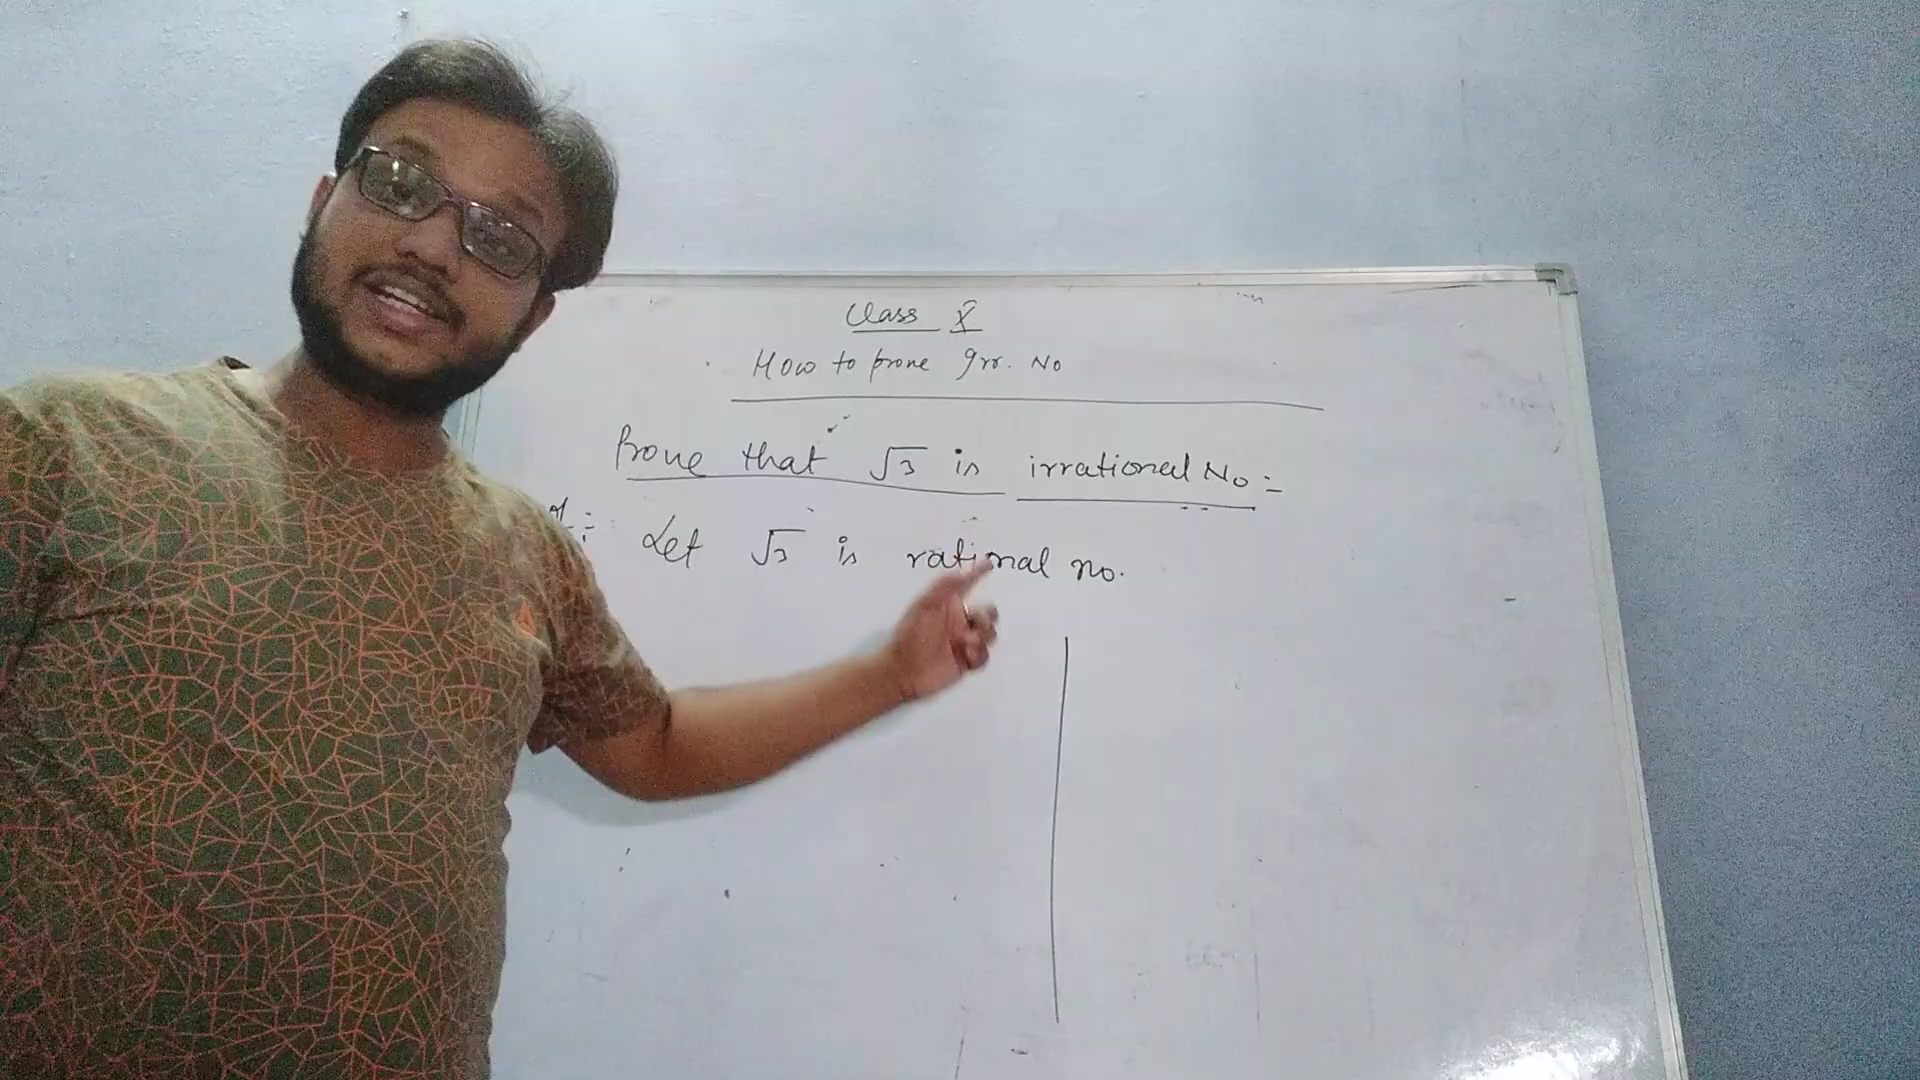 Class X
How to prove Irr. No
Prove that √3 is irrational No :-
Let √3 is rational no.